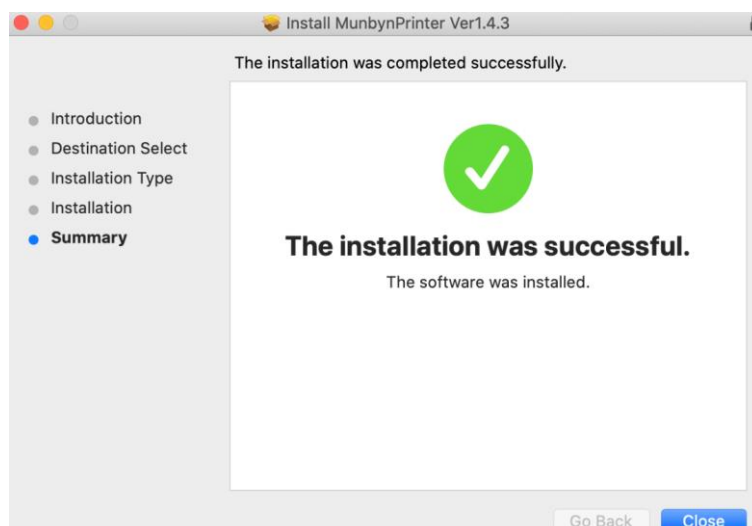 Install MunbynPrinter Ver1.4.3
The installation was completed successfully.
Introduction
Destination Select
Installation Type
Installation
Summary
The installation was successful.
The software was installed.
Go Back
Close